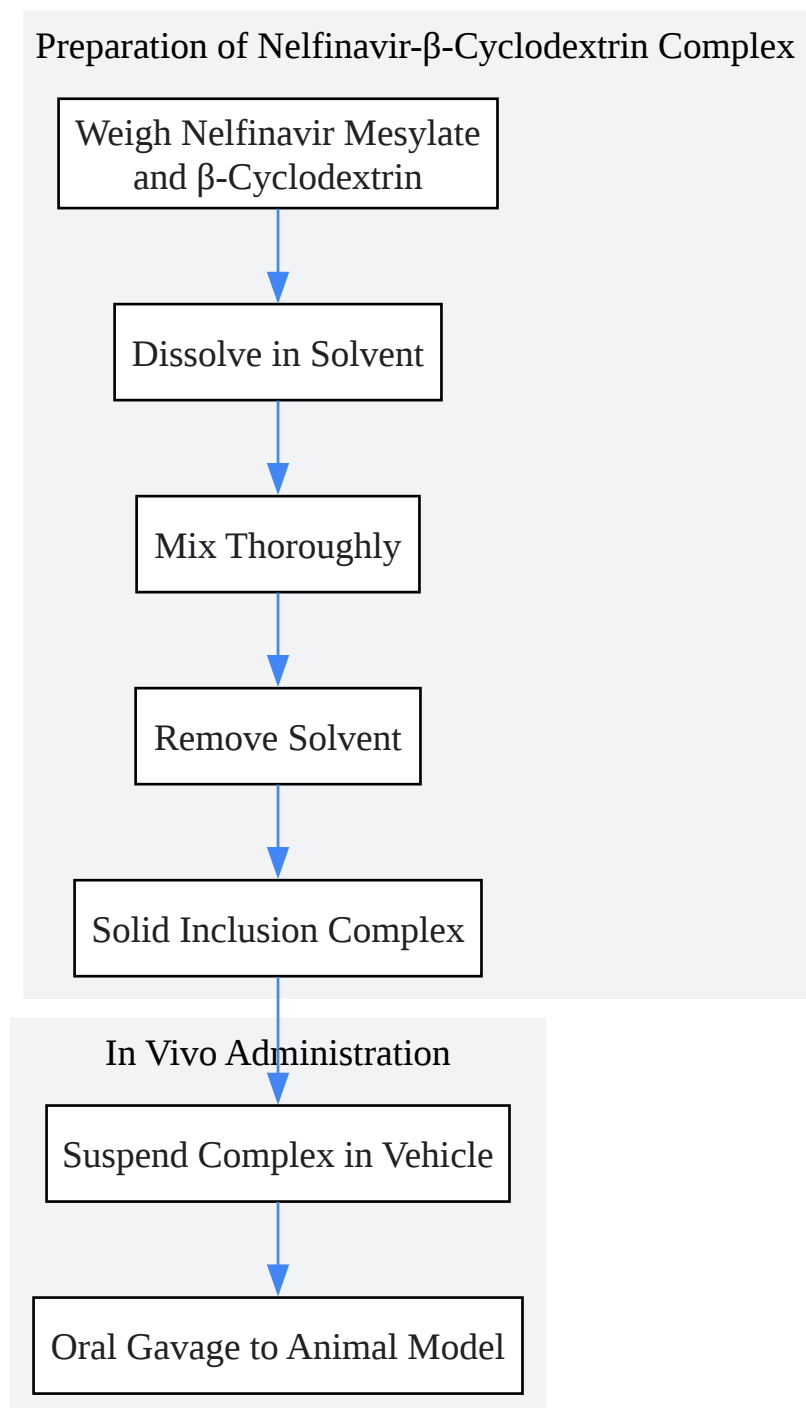 Preparation of Nelfinavir-β-Cyclodextrin Complex
Weigh Nelfinavir Mesylate
and β-Cyclodextrin
Dissolve in Solvent
Mix Thoroughly
Remove Solvent
Solid Inclusion Complex
In Vivo Administration
Suspend Complex in Vehicle
Oral Gavage to Animal Model